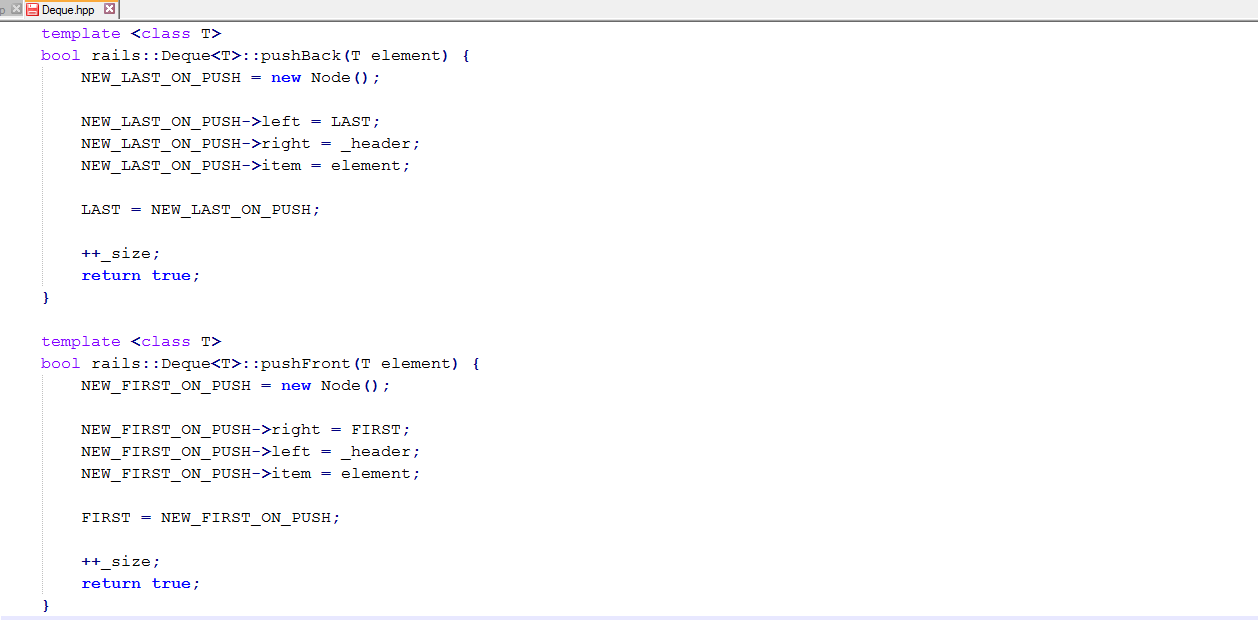 p Deque.hpp
template <class T>
bool rails::Deque<T>::pushBack(T element) {
    NEW_LAST_ON_PUSH = new Node();

    NEW_LAST_ON_PUSH->left = LAST;
    NEW_LAST_ON_PUSH->right = _header;
    NEW_LAST_ON_PUSH->item = element;

    LAST = NEW_LAST_ON_PUSH;

    ++_size;
    return true;
}

template <class T>
bool rails::Deque<T>::pushFront(T element) {
    NEW_FIRST_ON_PUSH = new Node();

    NEW_FIRST_ON_PUSH->right = FIRST;
    NEW_FIRST_ON_PUSH->left = _header;
    NEW_FIRST_ON_PUSH->item = element;

    FIRST = NEW_FIRST_ON_PUSH;

    ++_size;
    return true;
}